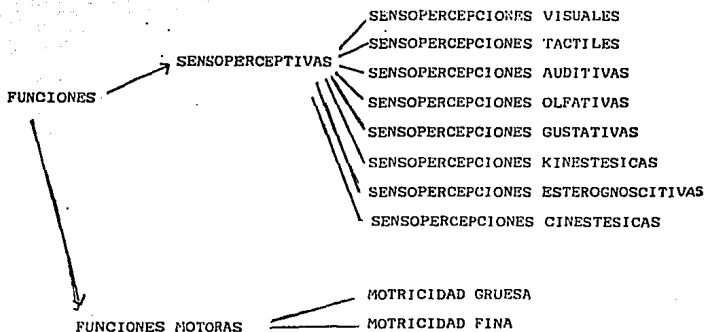 SENSOPERCEPCIONES VISUALES
SENSOPERCEPCIONES TACTILES
SENSOPERCEPTIVAS
SENSOPERCEPCIONES AUDITIVAS
FUNCIONES
SENSOPERCEPCIONES OLFATIVAS
SENSOPERCEPCIONES GUSTATIVAS
SENSOPERCEPCIONES KINESTESICAS
SENSOPERCEPCIONES ESTEROGNOSCITIVAS
SENSOPERCEPCIONES CINESTESICAS
MOTRICIDAD GRUESA
FUNCIONES MOTORAS
MOTRICIDAD FINA